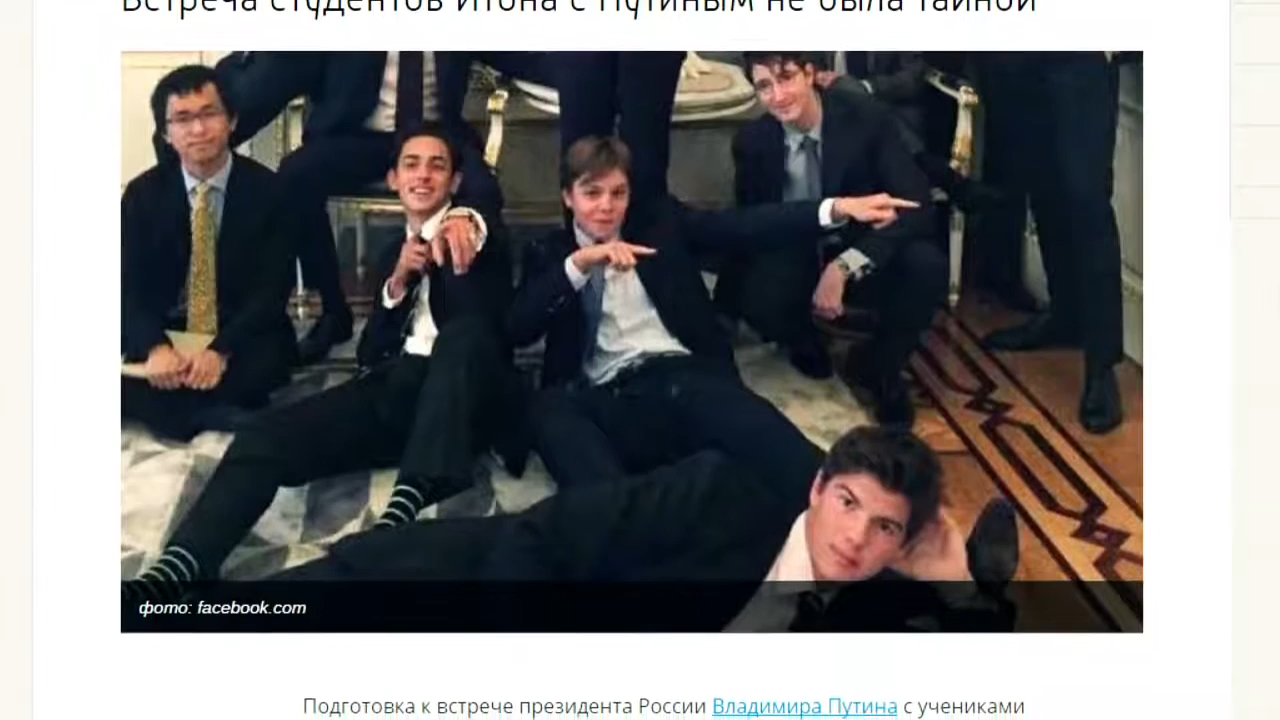 Встреча студентов Итона с Путиным не была тайной
фото: facebook.com
Подготовка к встрече президента России Владимира Путина с учениками